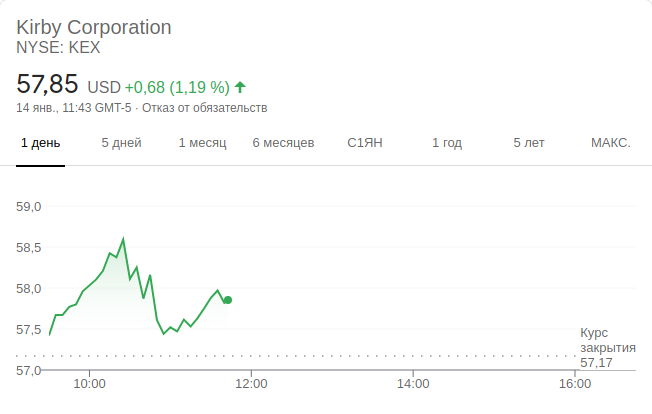 Kirby Corporation
NYSE: KEX
57,85 USD +0,68 (1,19 %)
14 янв., 11:43 GMT-5 · Отказ от обязательств
1 день 5 дней 1 месяц 6 месяцев С1ЯН 1 год 5 лет МАКС.
59,0
58,5
58,0
57,5
Курс
закрытия
57,17
57,0
10:00 12:00 14:00 16:00